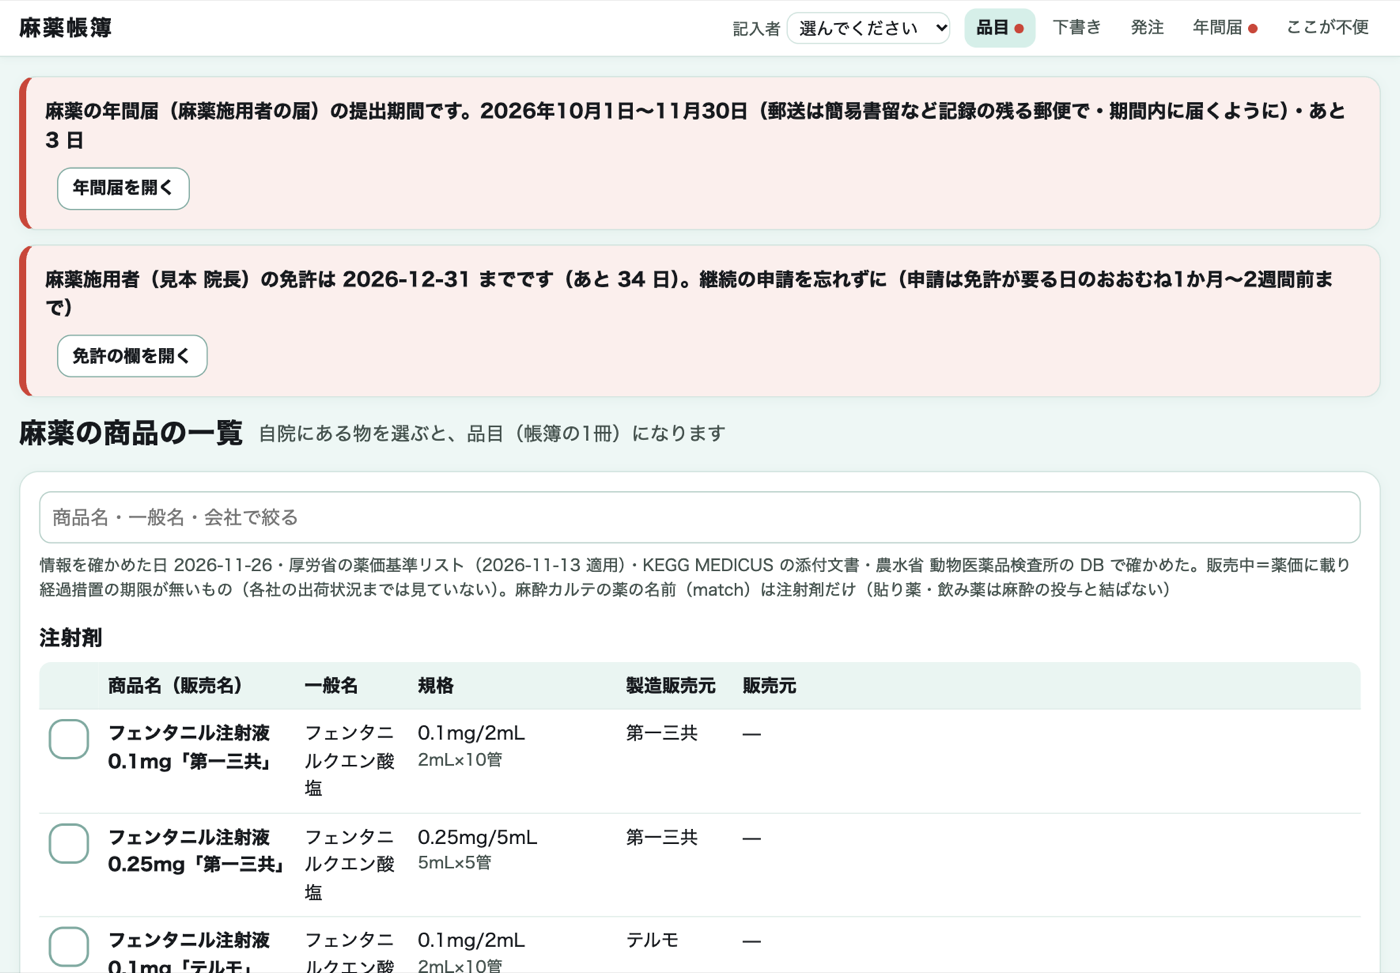 麻薬帳簿
記入者 選んでください 品目 下書き 発注 年間届 ここが不便
麻薬の年間届（麻薬施用者の届）の提出期間です。2026年10月1日〜11月30日（郵送は簡易書留など記録の残る郵便で・期間内に届くように）・あと
3 日
年間届を開く
麻薬施用者（見本 院長）の免許は 2026-12-31 までです（あと 34 日）。継続の申請を忘れずに（申請は免許が要る日のおおむね1か月〜2週間前ま
で）
免許の欄を開く
麻薬の商品の一覧 自院にある物を選ぶと、品目（帳簿の1冊）になります
商品名・一般名・会社で絞る
情報を確かめた日 2026-11-26・厚労省の薬価基準リスト（2026-11-13 適用）・KEGG MEDICUS の添付文書・農水省 動物医薬品検査所の DB で確かめた。販売中＝薬価に載り
経過措置の期限が無いもの（各社の出荷状況までは見ていない）。麻酔カルテの薬の名前（match）は注射剤だけ（貼り薬・飲み薬は麻酔の投与と結ばない）
注射剤
商品名（販売名） 一般名 規格 製造販売元 販売元
フェンタニル注射液 フェンタニ 0.1mg/2mL 第一三共 —
0.1mg「第一三共」 ルクエン酸 2mL×10管
塩
フェンタニル注射液 フェンタニ 0.25mg/5mL 第一三共 —
0.25mg「第一三共」 ルクエン酸 5mL×5管
塩
フェンタニル注射液 フェンタニ 0.1mg/2mL テルモ —
0.1mg「テルモ」 ルクエン酸 2mL×10管